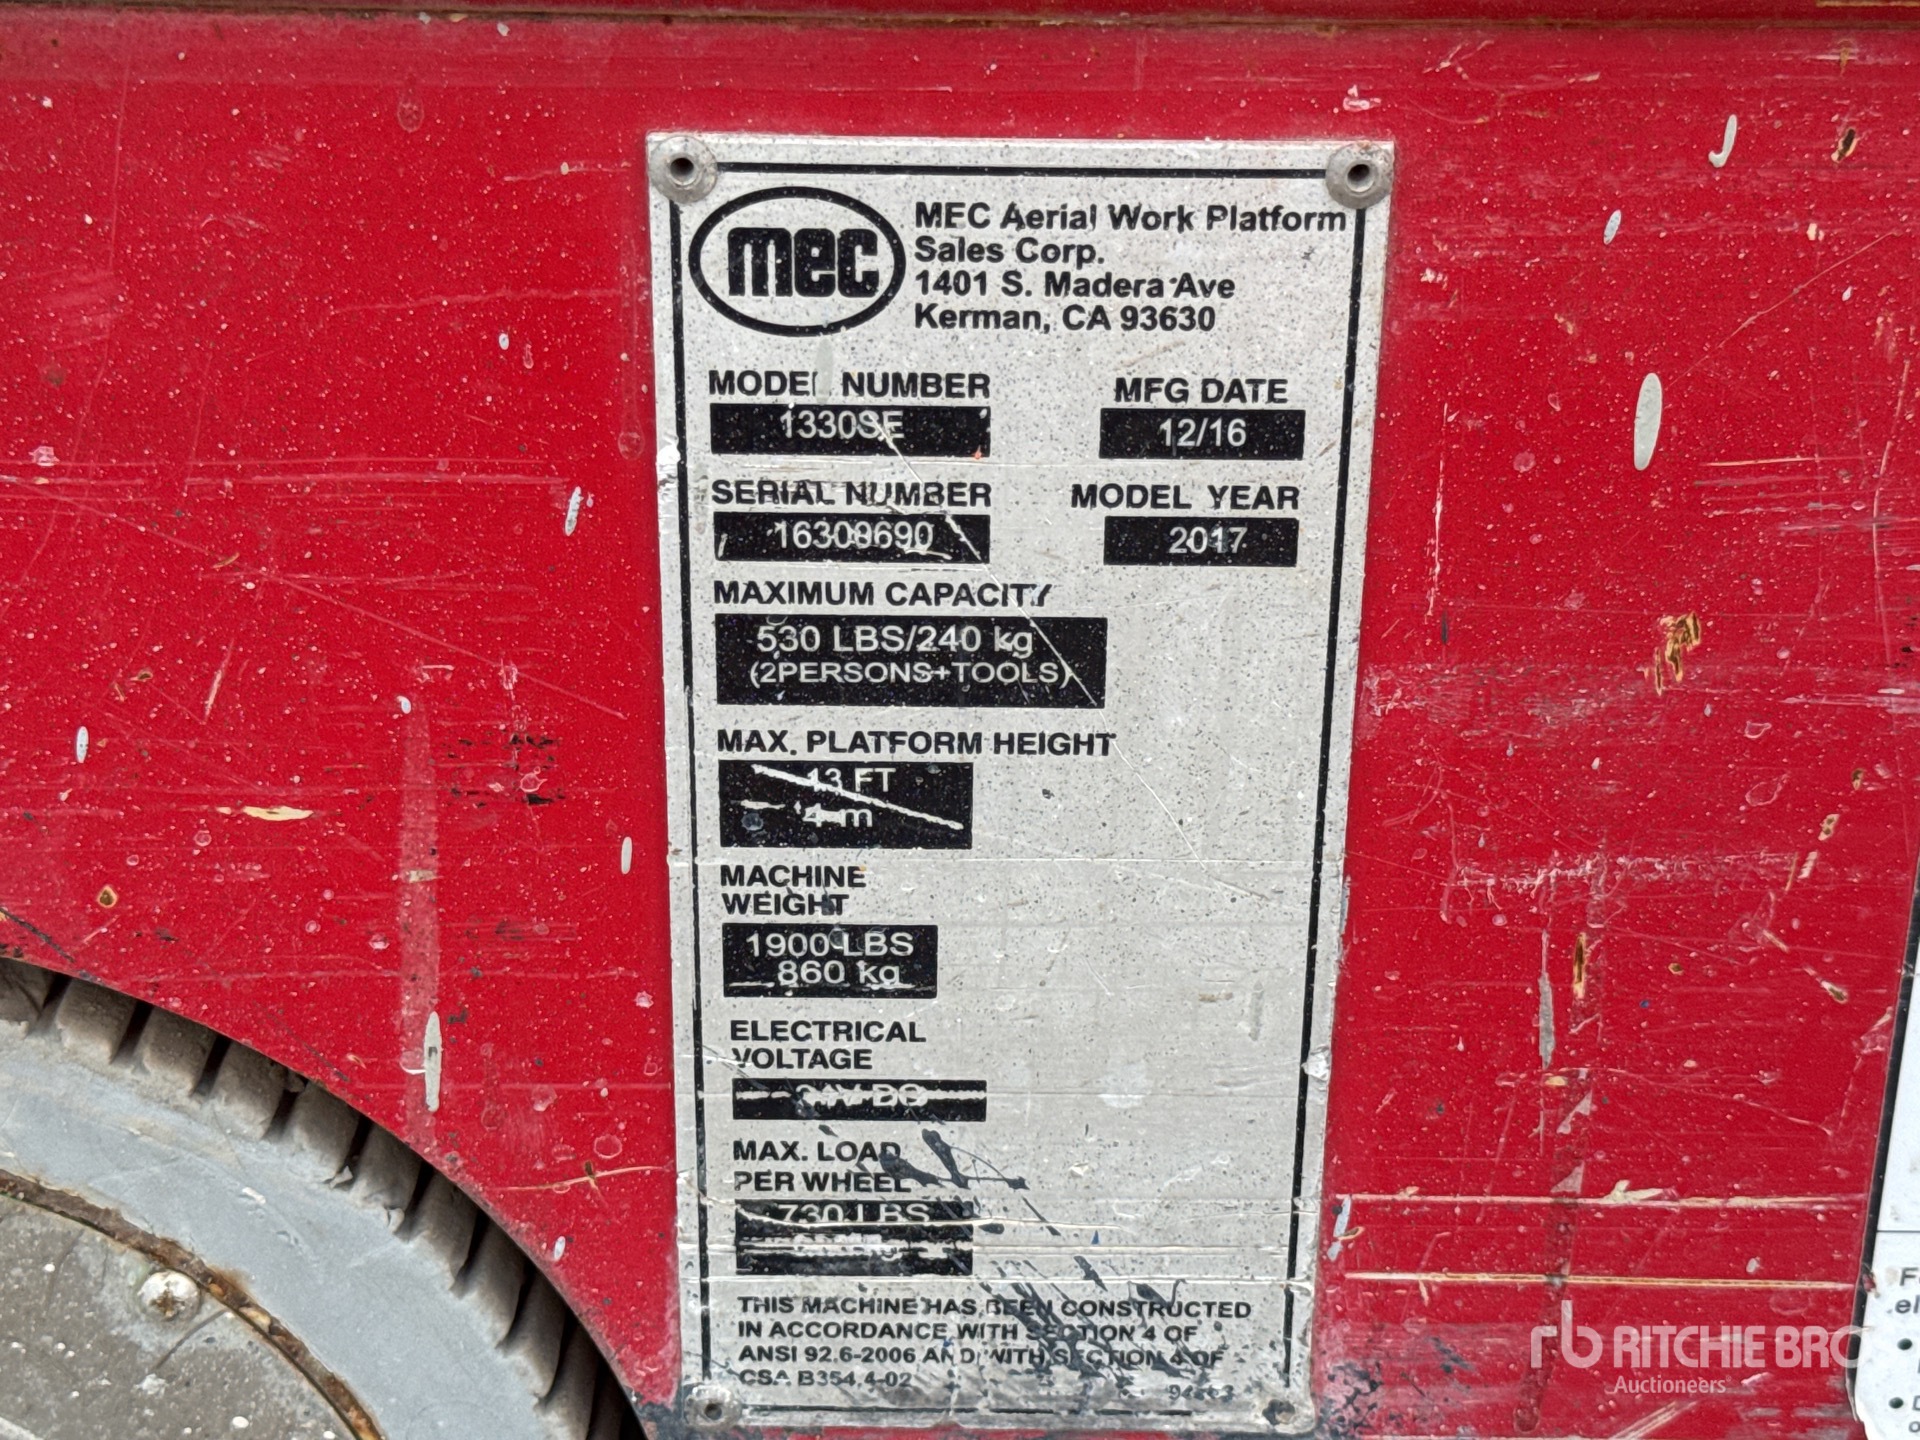 mec
MEC Aerial Work Platform
Sales Corp.
1401 S. Madera Ave
Kerman, CA 93630
MODEL NUMBER
1330SE
MFG DATE
12/16
SERIAL NUMBER
16309690
MODEL YEAR
2017
MAXIMUM CAPACITY
530 LBS/240 kg
(2PERSONS+TOOLS)
MAX. PLATFORM HEIGHT
13 FT
4 m
MACHINE
WEIGHT
1900 LBS
860 kg
ELECTRICAL
VOLTAGE
24V DC
MAX. LOAD
PER WHEEL
730 LBS
THIS MACHINE HAS BEEN CONSTRUCTED
IN ACCORDANCE WITH SECTION 4 OF
ANSI 92.6-2006 AND WITH SECTION 4 OF
CSA B354.4-02
rb RITCHIE BRO
Auctioneers